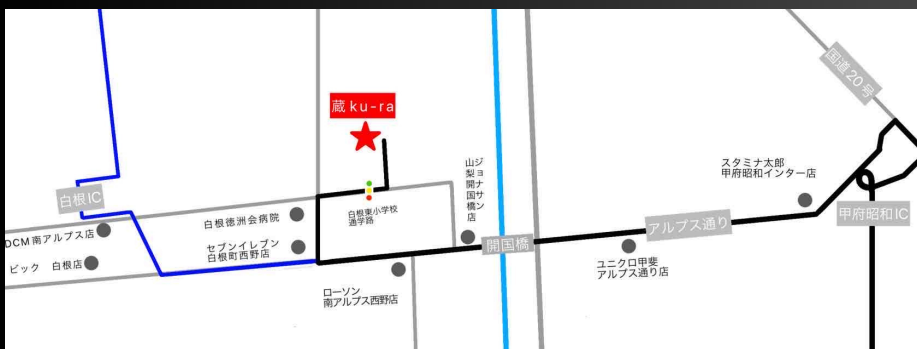 国道20号
蔵 ku-ra
スタミナ太郎
甲府昭和インター店
ジョナサン
山梨開国橋店
白根IC
白根徳洲会病院
白根東小学校
通学路
甲府昭和IC
アルプス通り
DCM南アルプス店
セブンイレブン
白根町西野店
開国橋
ビック 白根店
ユニクロ甲斐
アルプス通り店
ローソン
南アルプス西野店